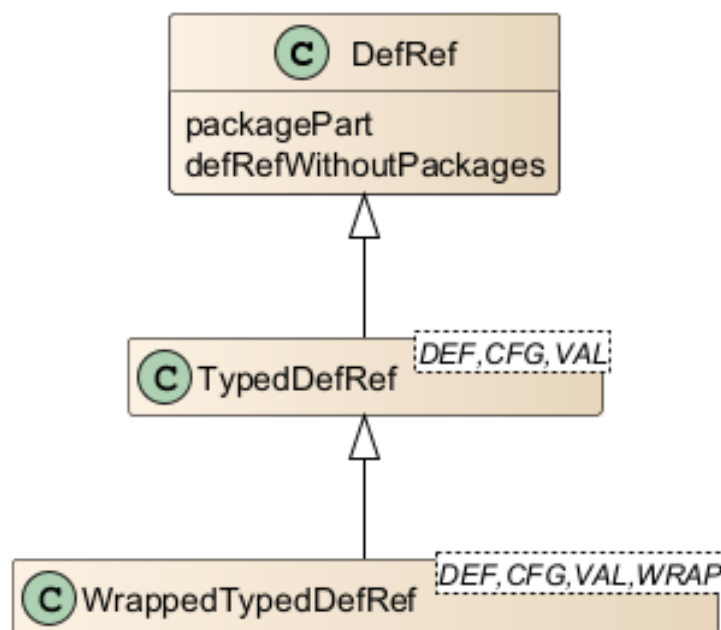 C DefRef
packagePart
defRefWithoutPackages
DEF,CFG,VAL
C TypedDefRef
DEF,CFG,VAL,WRAP
C WrappedTypedDefRef